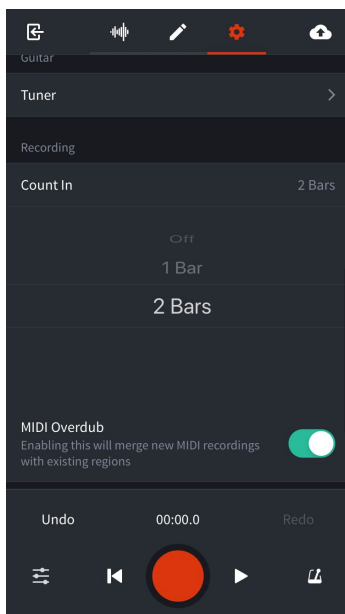 Guitar
Tuner
Recording
Count In 2 Bars
Off
1 Bar
2 Bars
MIDI Overdub
Enabling this will merge new MIDI recordings
with existing regions
Undo 00:00.0 Redo